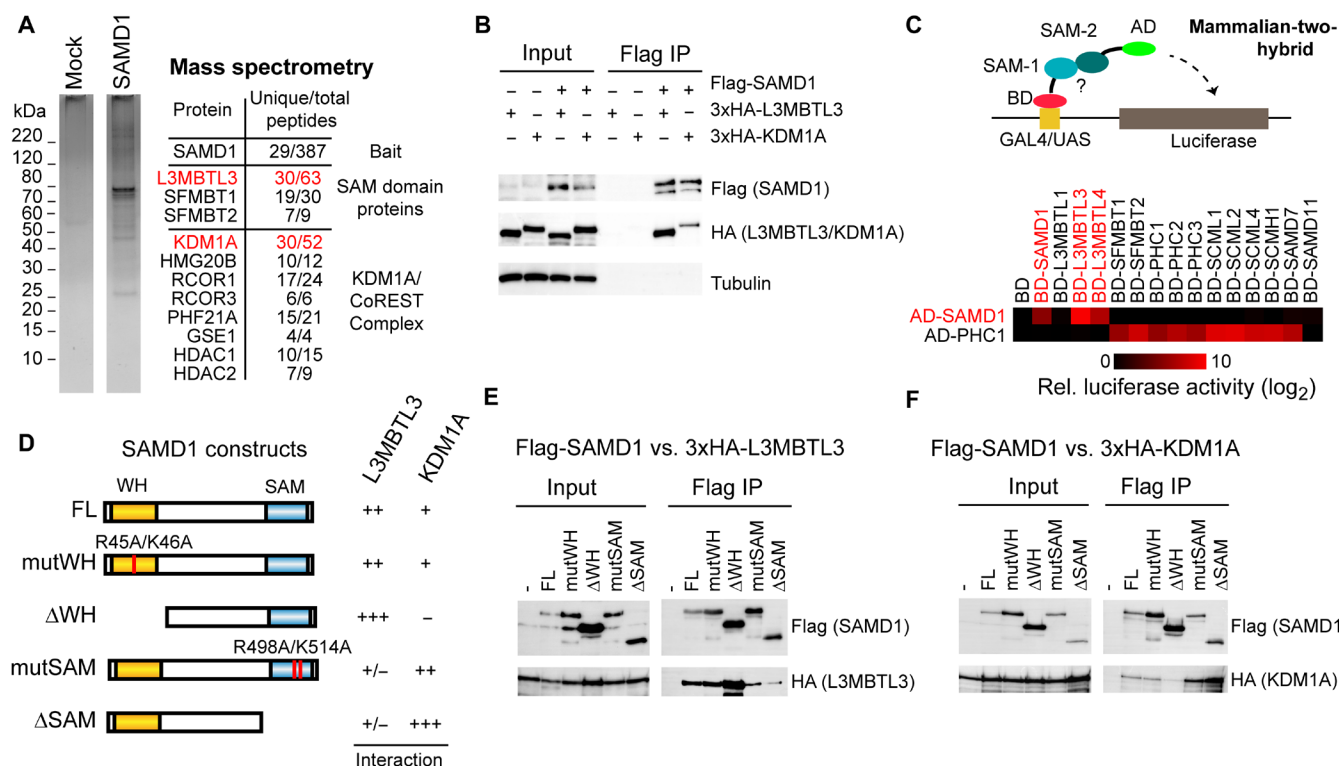 A
Mock
SAMD1
kDa
220
120
80
70
60
50
40
30
25
20
15
10
Mass spectrometry
Protein
Unique/total
peptides
SAMD1 29/387 Bait
L3MBTL3 30/63
SFMBT1 19/30
SFMBT2 7/9
SAM domain
proteins
KDM1A 30/52
HMG20B 10/12
RCOR1 17/24
RCOR3 6/6
PHF21A 15/21
GSE1 4/4
HDAC1 10/15
HDAC2 7/9
KDM1A/
CoREST
Complex
B
Input Flag IP
– – + + – – + + Flag-SAMD1
+ – + – + – + – 3xHA-L3MBTL3
– + – + – + – + 3xHA-KDM1A
Flag (SAMD1)
HA (L3MBTL3/KDM1A)
Tubulin
C
Mammalian-two-
hybrid
SAM-2
AD
SAM-1
?
BD
GAL4/UAS
Luciferase
BD
BD-SAMD1
BD-L3MBTL1
BD-L3MBTL3
BD-L3MBTL4
BD-SFMBT1
BD-SFMBT2
BD-PHC1
BD-PHC2
BD-PHC3
BD-SCML1
BD-SCML2
BD-SCML4
BD-SCMH1
BD-SAMD7
BD-SAMD11
AD-SAMD1
AD-PHC1
0 10
Rel. luciferase activity (log2)
D
SAMD1 constructs
L3MBTL3
KDM1A
WH SAM
FL ++ +
R45A/K46A
mutWH ++ +
ΔWH +++ –
R498A/K514A
mutSAM +/– ++
ΔSAM +/– +++
Interaction
E
Flag-SAMD1 vs. 3xHA-L3MBTL3
Input Flag IP
- FL mutWH ΔWH mutSAM ΔSAM - FL mutWH ΔWH mutSAM ΔSAM
Flag (SAMD1)
HA (L3MBTL3)
F
Flag-SAMD1 vs. 3xHA-KDM1A
Input Flag IP
- FL mutWH ΔWH mutSAM ΔSAM - FL mutWH ΔWH mutSAM ΔSAM
Flag (SAMD1
HA (KDM1A)